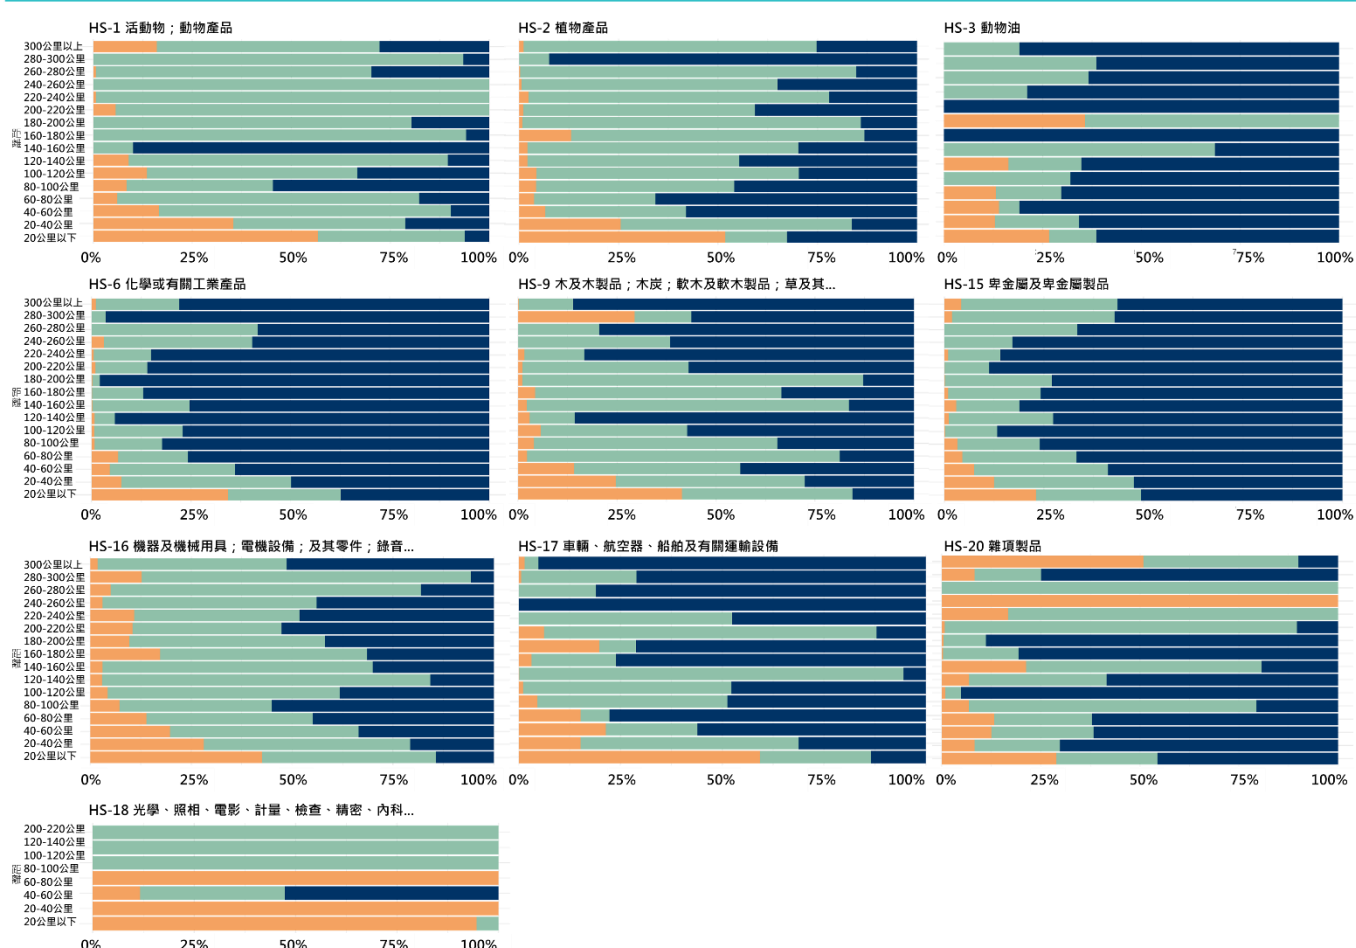 HS-1 活動物；動物產品
300公里以上
280-300公里
260-280公里
240-260公里
220-240公里
200-220公里
180-200公里
160-180公里
140-160公里
120-140公里
100-120公里
80-100公里
60-80公里
40-60公里
20-40公里
20公里以下
距離
0% 25% 50% 75% 100%
HS-2 植物產品
0% 25% 50% 75% 100%
HS-3 動物油
0% 25% 50% 75% 100%
HS-6 化學或有關工業產品
300公里以上
280-300公里
260-280公里
240-260公里
220-240公里
200-220公里
180-200公里
160-180公里
140-160公里
120-140公里
100-120公里
80-100公里
60-80公里
40-60公里
20-40公里
20公里以下
距離
0% 25% 50% 75% 100%
HS-9 木及木製品；木炭；軟木及軟木製品；草及其...
0% 25% 50% 75% 100%
HS-15 卑金屬及卑金屬製品
0% 25% 50% 75% 100%
HS-16 機器及機械用具；電機設備；及其零件；錄音...
300公里以上
280-300公里
260-280公里
240-260公里
220-240公里
200-220公里
180-200公里
160-180公里
140-160公里
120-140公里
100-120公里
80-100公里
60-80公里
40-60公里
20-40公里
20公里以下
距離
0% 25% 50% 75% 100%
HS-17 車輛、航空器、船舶及有關運輸設備
0% 25% 50% 75% 100%
HS-20 雜項製品
0% 25% 50% 75% 100%
HS-18 光學、照相、電影、計量、檢查、精密、內科...
200-220公里
120-140公里
100-120公里
80-100公里
60-80公里
40-60公里
20-40公里
20公里以下
距離
0% 25% 50% 75% 100%